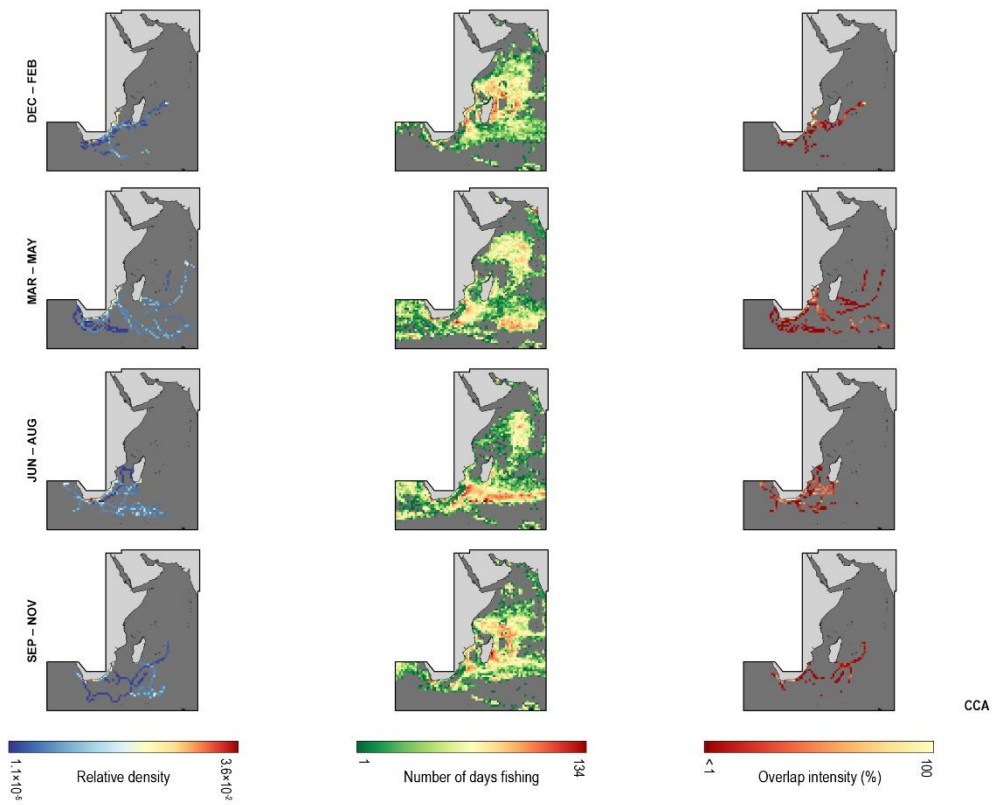 DEC – FEB
MAR – MAY
JUN – AUG
SEP – NOV
CCA
1.1×10⁻⁵
Relative density
3.6×10⁻²
1
Number of days fishing
134
<1
Overlap intensity (%)
100